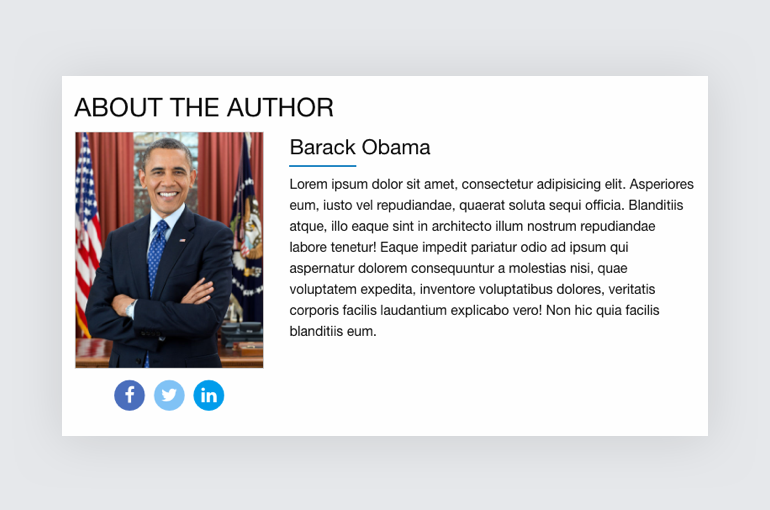 ABOUT THE AUTHOR
Barack Obama
Lorem ipsum dolor sit amet, consectetur adipisicing elit. Asperiores
eum, iusto vel repudiandae, quaerat soluta sequi officia. Blanditiis
atque, illo eaque sint in architecto illum nostrum repudiandae
labore tenetur! Eaque impedit pariatur odio ad ipsum qui
aspernatur dolorem consequuntur a molestias nisi, quae
voluptatem expedita, inventore voluptatibus dolores, veritatis
corporis facilis laudantium explicabo vero! Non hic quia facilis
blanditiis eum.
f
in